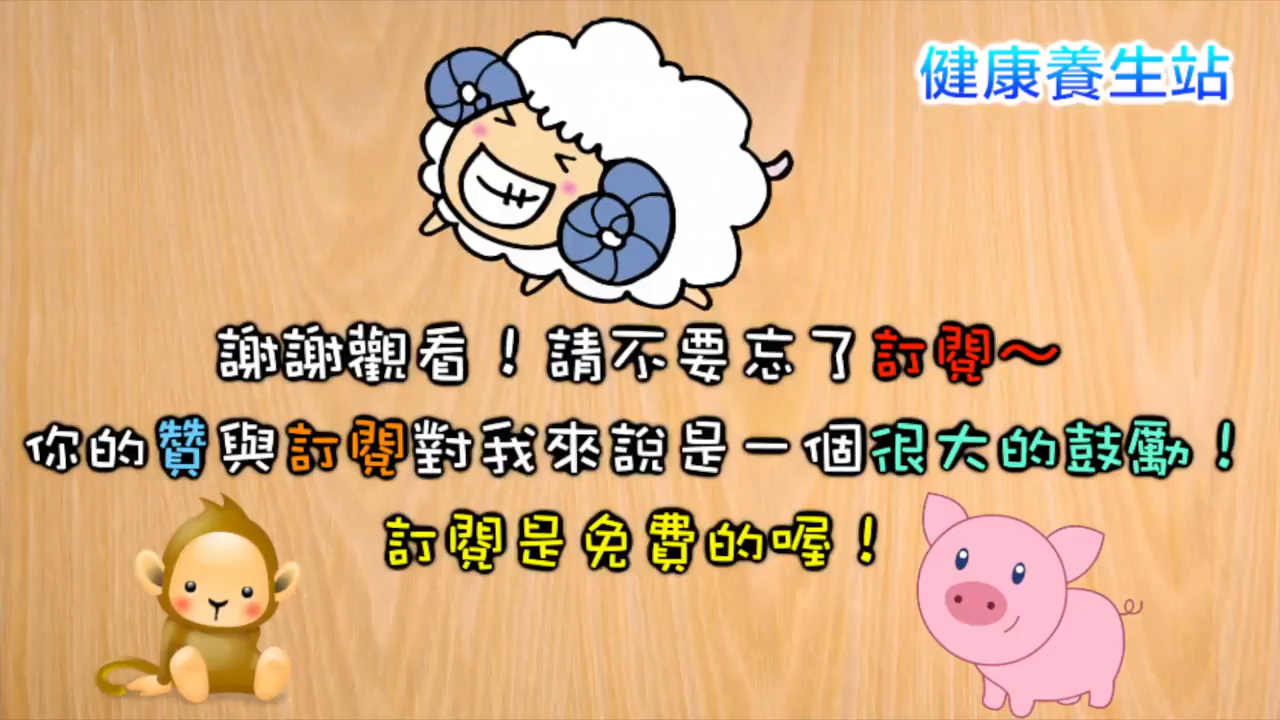 健康養生站
謝謝觀看！請不要忘了訂閱～
你的贊與訂閱對我來說是一個很大的鼓勵！
訂閱是免費的喔！